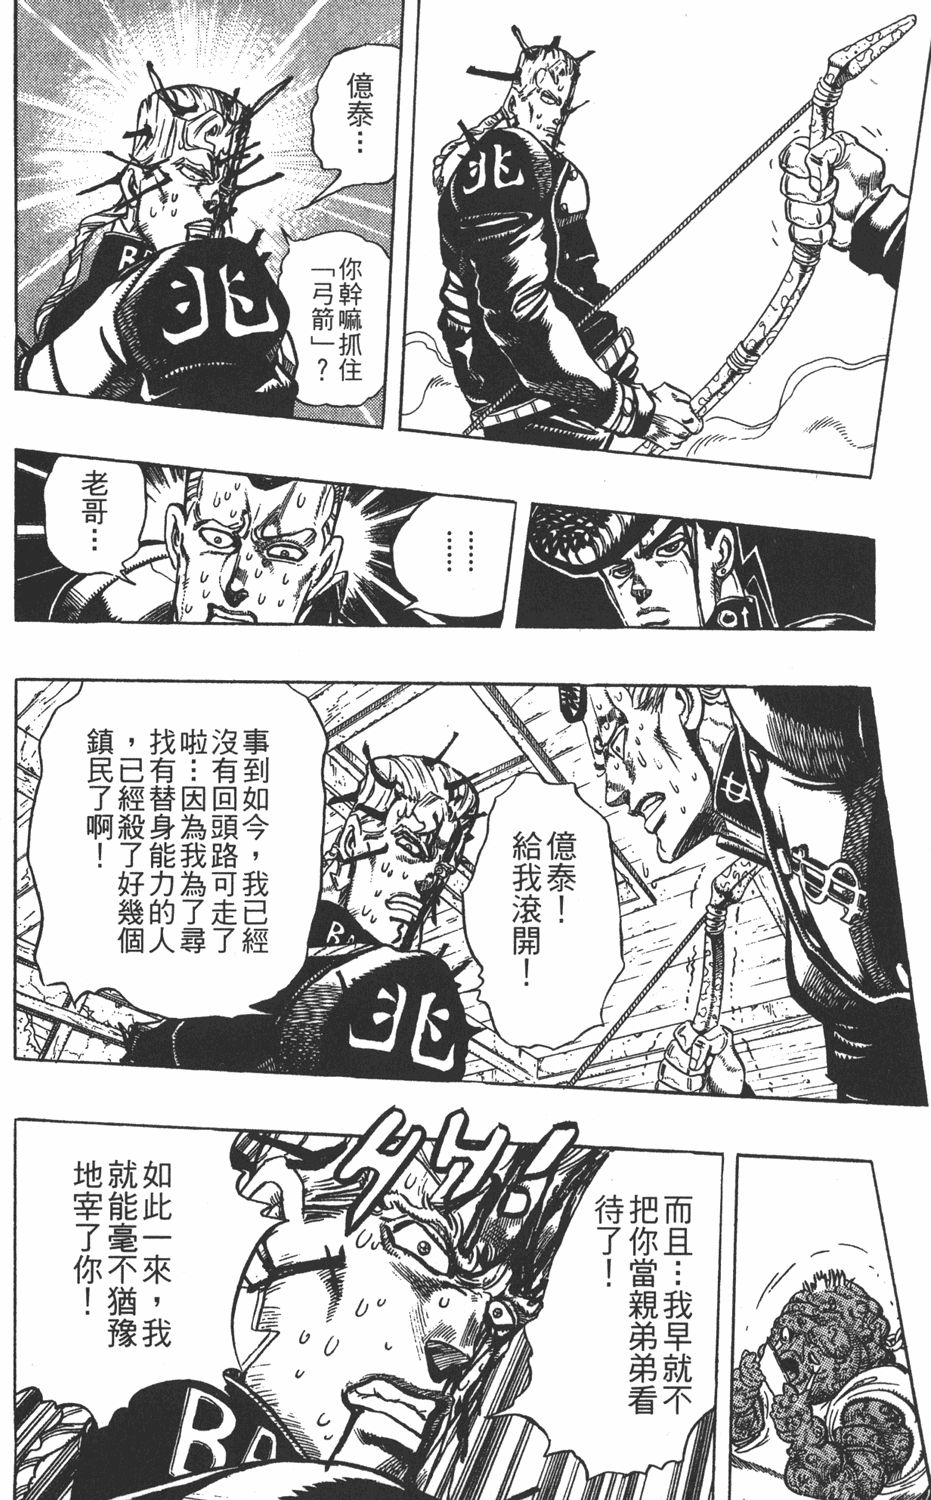 億泰…
你幹嘛抓住
「弓箭」？
……
老哥…
億泰！
給我滾開！
事到如今，我已經
沒有回頭路可走了
啦…因為我為了尋
找有替身能力的人
，已經殺了好幾個
鎮民了啊！
而且…我早就不
把你當親弟弟看
待了！
如此一來，我
就能毫不猶豫
地宰了你！
兆
兆
BA
兆
BA
BA